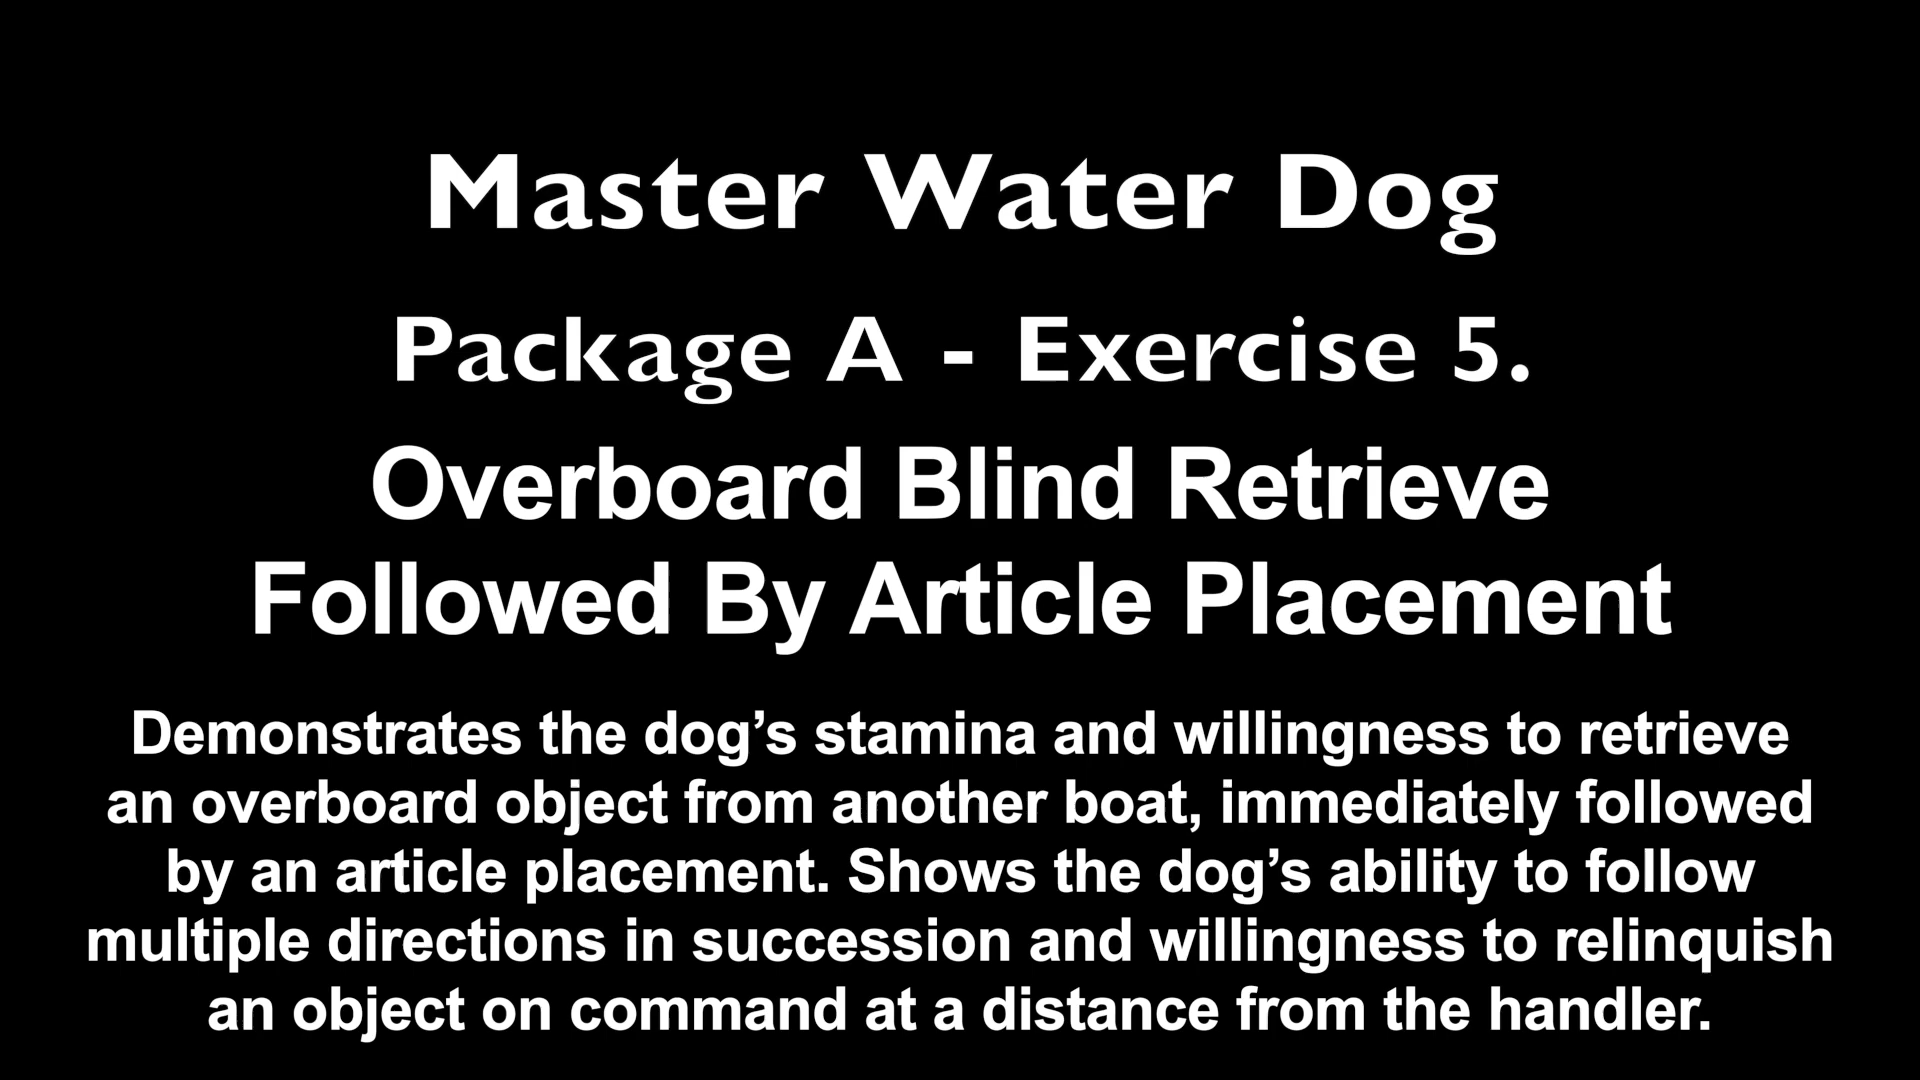 Master Water Dog
Package A - Exercise 5.
Overboard Blind Retrieve
Followed By Article Placement
Demonstrates the dog’s stamina and willingness to retrieve
an overboard object from another boat, immediately followed
by an article placement. Shows the dog’s ability to follow
multiple directions in succession and willingness to relinquish
an object on command at a distance from the handler.